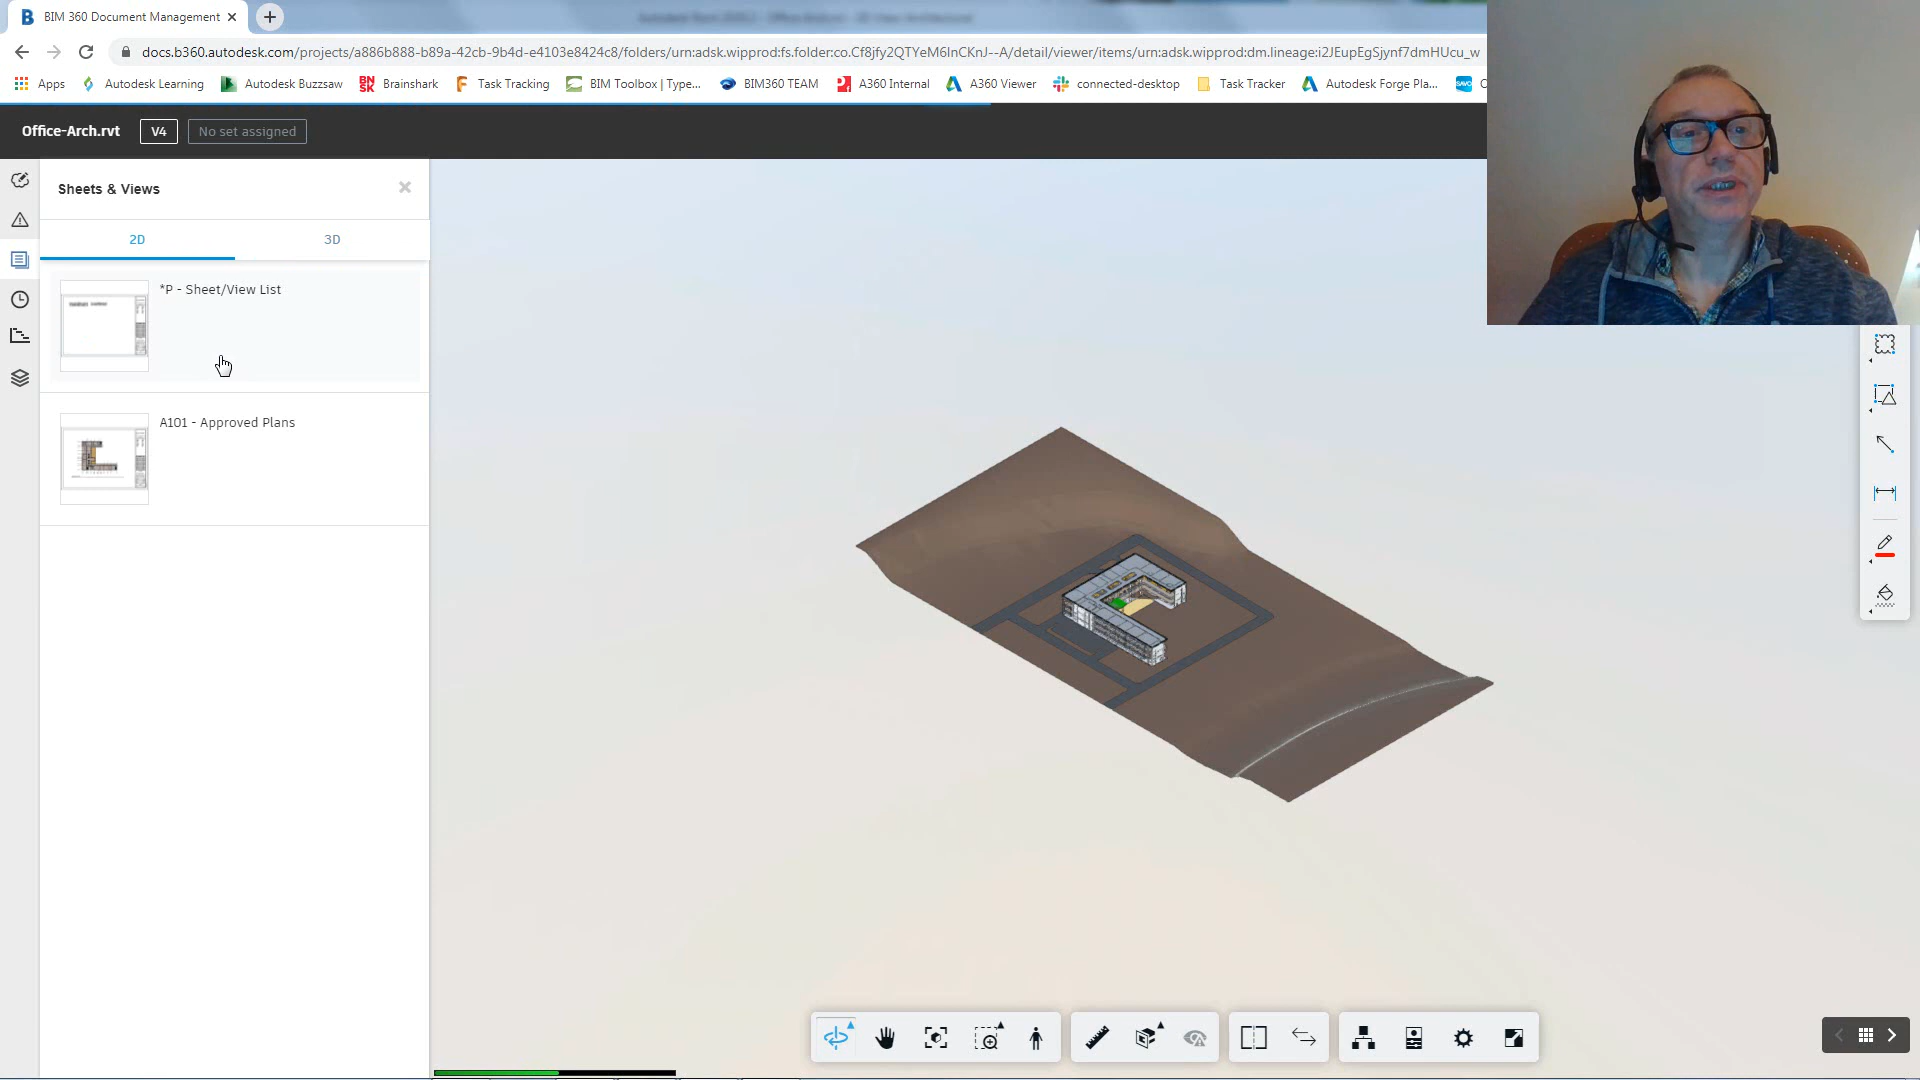 BIM 360 Document Management
docs.b360.autodesk.com/projects/a886b888-b89a-42cb-9b4d-e4103e8424c8/folders/urn:adsk.wipprod:fs.folder:co.Cf8jfy2QTYeM6lnCKnJ--A/detail/viewer/items/urn:adsk.wipprod:dm.lineage:i2JEupEgSjynf7dmHUcu_w
Apps Autodesk Learning Autodesk Buzzsaw Brainshark Task Tracking BIM Toolbox | Type... BIM360 TEAM A360 Internal A360 Viewer connected-desktop Task Tracker Autodesk Forge Pla...
Office-Arch.rvt V4 No set assigned
Sheets & Views
2D 3D
*P - Sheet/View List
A101 - Approved Plans